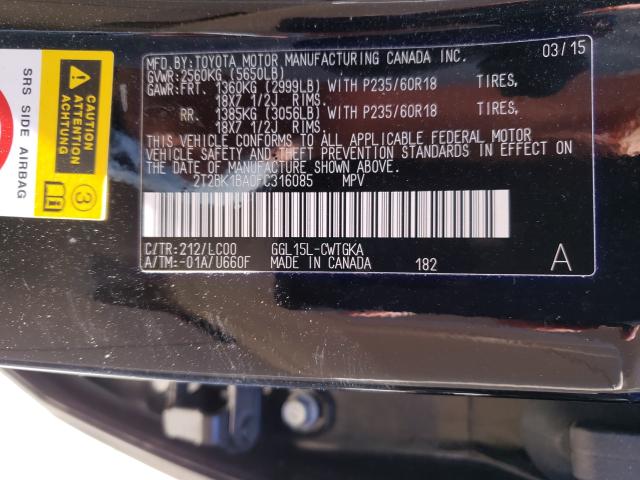 MFD.BY:TOYOTA MOTOR MANUFACTURING CANADA INC. 03/15
GVWR:2560KG (5650LB)
GAWR:FRT. 1360KG (2999LB) WITH P235/60R18 TIRES,
18X7 1/2J RIMS.
RR. 1385KG (3056LB) WITH P235/60R18 TIRES,
18X7 1/2J RIMS.
THIS VEHICLE CONFORMS TO ALL APPLICABLE FEDERAL MOTOR
VEHICLE SAFETY AND THEFT PREVENTION STANDARDS IN EFFECT ON
THE DATE OF MANUFACTURE SHOWN ABOVE.
2T2BK1BA0FC316085 MPV
C/TR:212/LC00 GGL15L-CWTGKA
A/TM:-01A/U660F MADE IN CANADA 182 A
CAUTION
ACHTUNG
ATTENTION
3
SRS SIDE AIRBAG